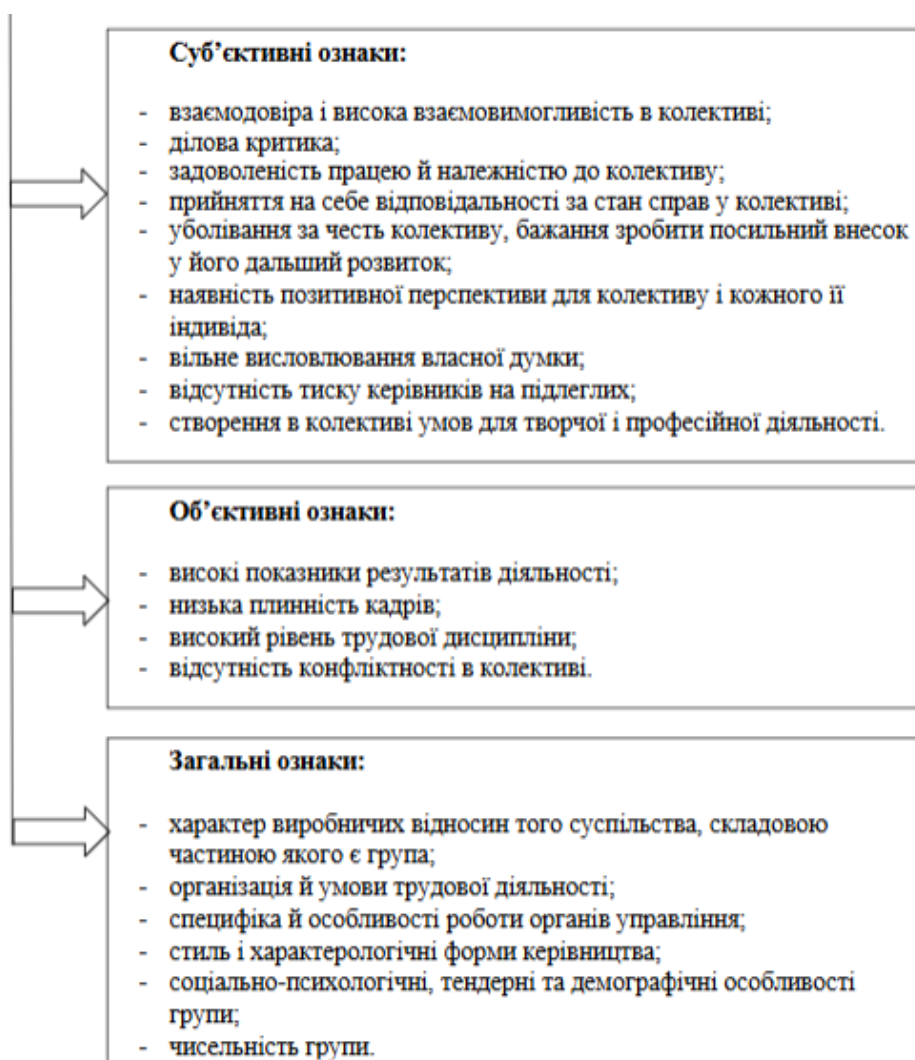 Суб’єктивні ознаки:
- взаємодовіра і висока взаємовимогливість в колективі;
- ділова критика;
- задоволеність працею й належністю до колективу;
- прийняття на себе відповідальності за стан справ у колективі;
- уболівання за честь колективу, бажання зробити посильний внесок
у його дальший розвиток;
- наявність позитивної перспективи для колективу і кожного її
індивіда;
- вільне висловлювання власної думки;
- відсутність тиску керівників на підлеглих;
- створення в колективі умов для творчої і професійної діяльності.
Об’єктивні ознаки:
- високі показники результатів діяльності;
- низька плинність кадрів;
- високий рівень трудової дисципліни;
- відсутність конфліктності в колективі.
Загальні ознаки:
- характер виробничих відносин того суспільства, складовою
частиною якого є група;
- організація й умови трудової діяльності;
- специфіка й особливості роботи органів управління;
- стиль і характерологічні форми керівництва;
- соціально-психологічні, тендерні та демографічні особливості
групи;
- чисельність групи.